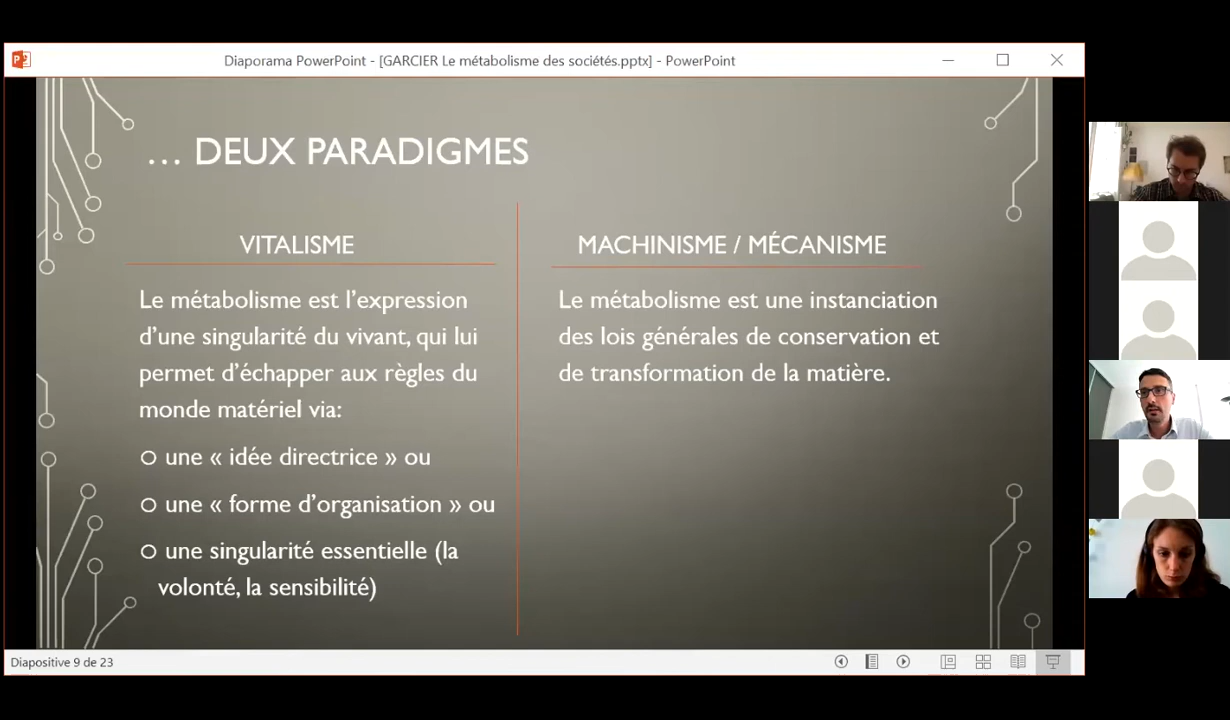 Diaporama PowerPoint - [GARCIER Le métabolisme des sociétés.pptx] - PowerPoint
… DEUX PARADIGMES
VITALISME
Le métabolisme est l’expression
d’une singularité du vivant, qui lui
permet d’échapper aux règles du
monde matériel via:
une « idée directrice » ou
une « forme d’organisation » ou
une singularité essentielle (la
volonté, la sensibilité)
MACHINISME / MÉCANISME
Le métabolisme est une instanciation
des lois générales de conservation et
de transformation de la matière.
Diapositive 9 de 23